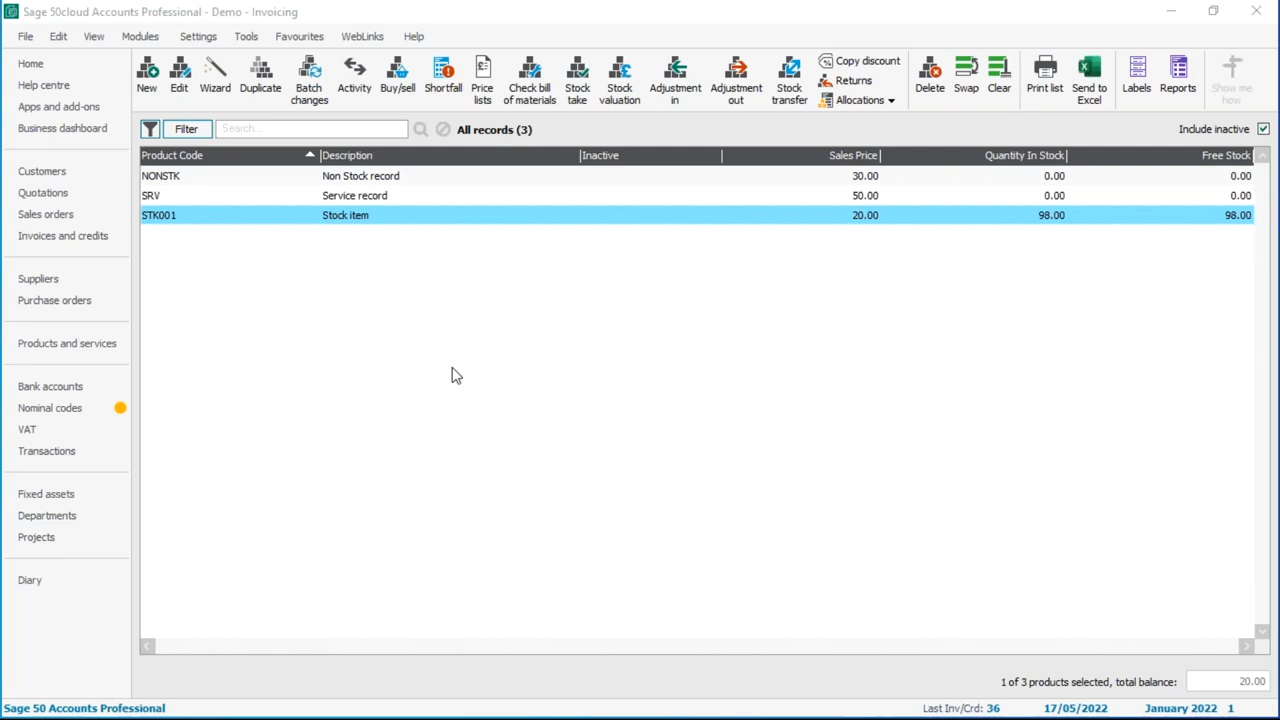 Sage 50cloud Accounts Professional - Demo - Invoicing
File Edit View Modules Settings Tools Favourites WebLinks Help
Home
Help centre
Apps and add-ons
Business dashboard
Customers
Quotations
Sales orders
Invoices and credits
Suppliers
Purchase orders
Products and services
Bank accounts
Nominal codes
VAT
Transactions
Fixed assets
Departments
Projects
Diary
New
Edit
Wizard
Duplicate
Batch
changes
Activity
Buy/sell
Shortfall
Price
lists
Check bill
of materials
Stock
take
Stock
valuation
Adjustment
in
Adjustment
out
Stock
transfer
Copy discount
Returns
Allocations
Delete
Swap
Clear
Print list
Send to
Excel
Labels
Reports
Show me
how
Filter Search... All records (3) Include inactive
Product Code Description Inactive Sales Price Quantity In Stock Free Stock
NONSTK Non Stock record 30.00 0.00 0.00
SRV Service record 50.00 0.00 0.00
STK001 Stock item 20.00 98.00 98.00
1 of 3 products selected, total balance: 20.00
Sage 50 Accounts Professional Last Inv/Crd: 36 17/05/2022 January 2022 1